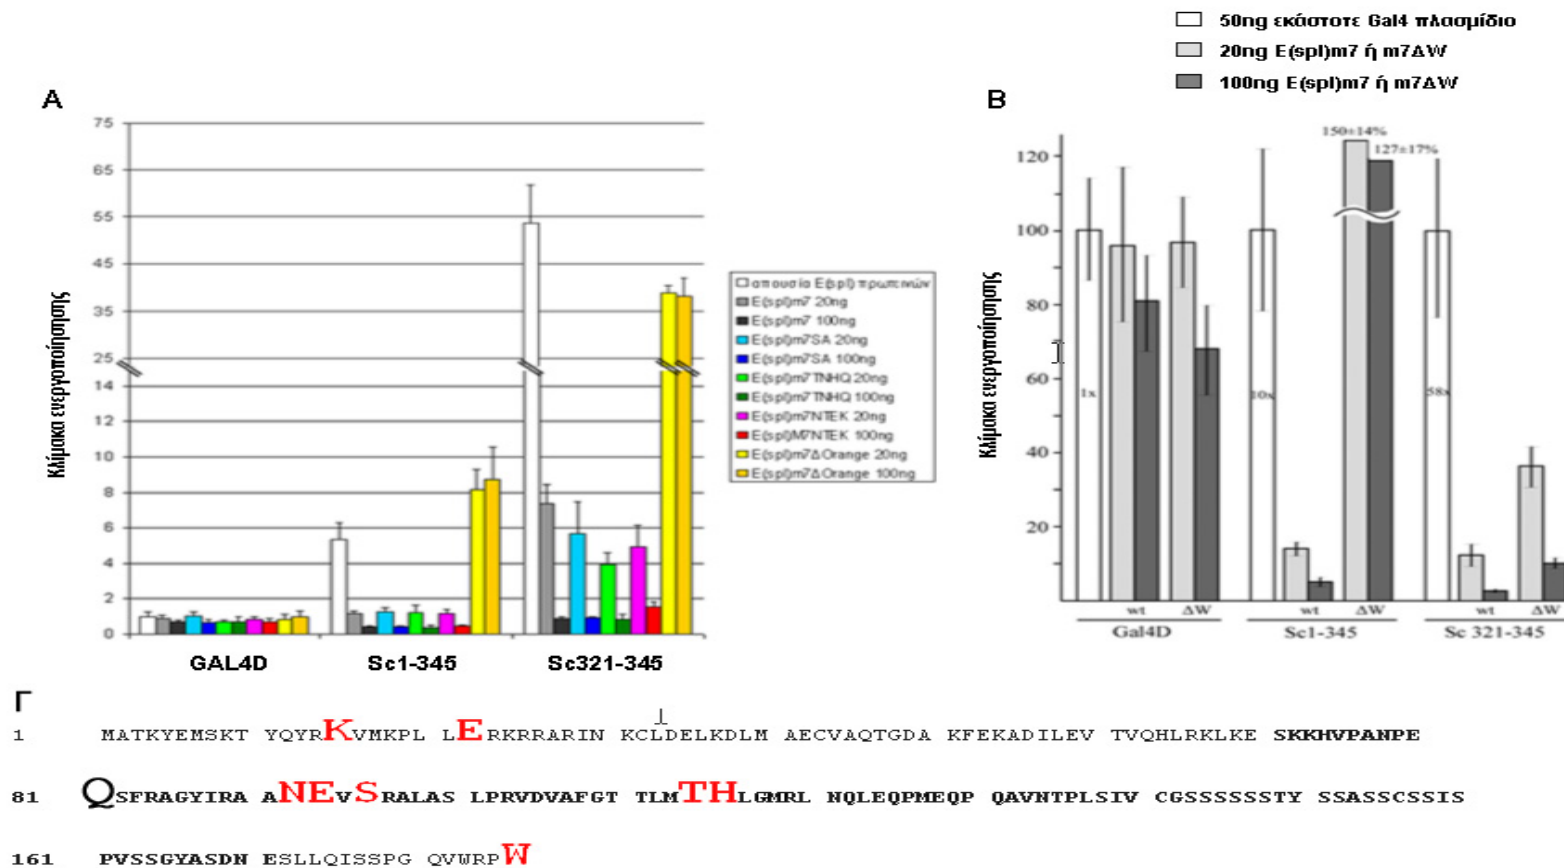 50ng εκάστοτε Gal4 πλασμίδιο
20ng E(spl)m7 ή m7ΔW
100ng E(spl)m7 ή m7ΔW
A
Κλίμακα ενεργοποίησης
75
65
55
45
35
25
14
12
10
8
6
4
2
0
GAL4D Sc1-345 Sc321-345
απουσία E(spl) πρωτεινών
E(spl)m7 20ng
E(spl)m7 100ng
E(spl)m7SA 20ng
E(spl)m7SA 100ng
E(spl)m7TNHQ 20ng
E(spl)m7TNHQ 100ng
E(spl)m7NTEK 20ng
E(spl)M7NTEK 100ng
E(spl)m7ΔOrange 20ng
E(spl)m7ΔOrange 100ng
B
Κλίμακα ενεργοποίησης
150±14%
127±17%
120
100
80
60
40
20
1x 10x 58x
wt ΔW wt ΔW wt ΔW
Gal4D Sc1-345 Sc 321-345
Γ
1 MATKYEMSKT YQYRKVMKPL LERKRRARIN KCLDELKDLM AECVAQTGDA KFEKADILEV TVQHLRKLKE SKKHVPANPE
81 QSFRAGYIRA ANEVSRALAS LPRVDVAFGT TLMTHLGMRL NQLEQPMEQP QAVNTPLSIV CGSSSSSSTY SSASSCSSIS
161 PVSSGYASDN ESLLQISSPG QVWRPW